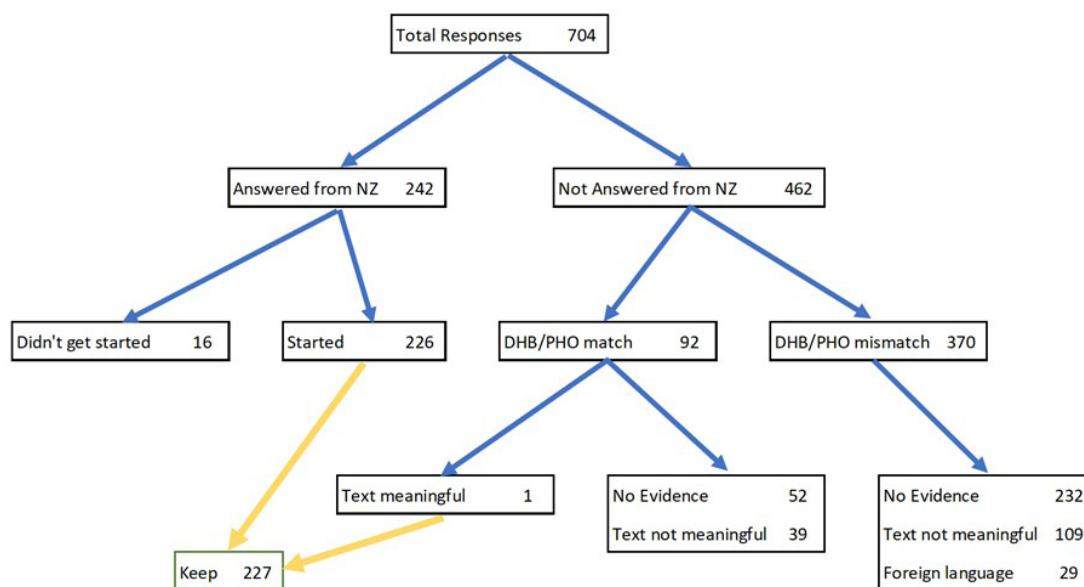 Total Responses 704
Answered from NZ 242
Not Answered from NZ 462
Didn't get started 16
Started 226
DHB/PHO match 92
DHB/PHO mismatch 370
Text meaningful 1
No Evidence 52
Text not meaningful 39
No Evidence 232
Text not meaningful 109
Foreign language 29
Keep 227